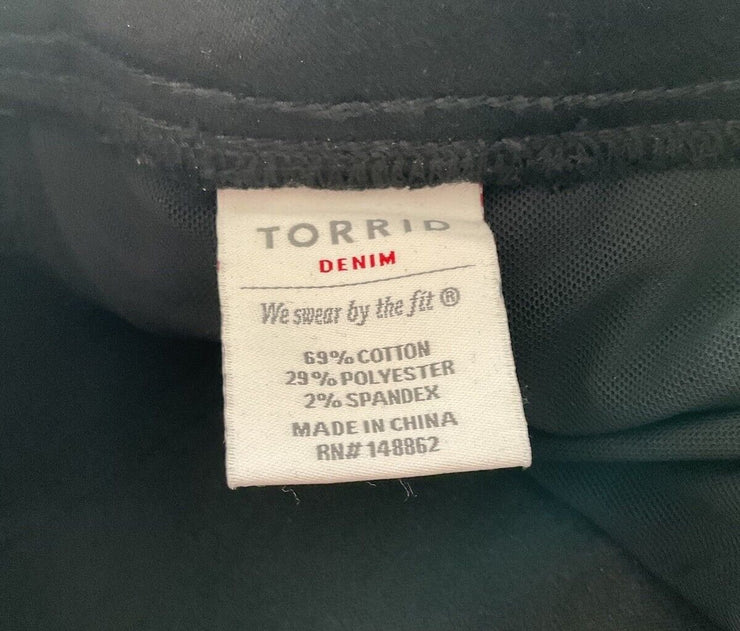 TORRID
DENIM
We swear by the fit ®
69% COTTON
29% POLYESTER
2% SPANDEX
MADE IN CHINA
RN# 148862